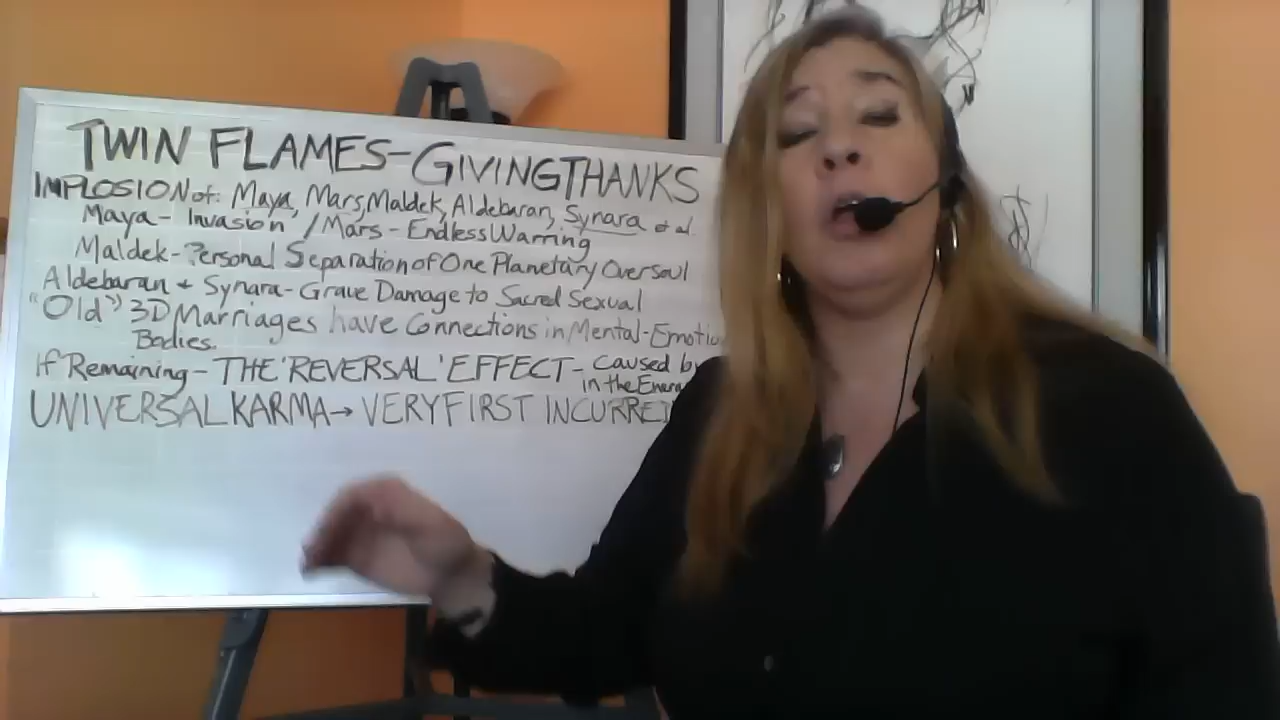 TWIN FLAMES-GIVINGTHANKS
IMPLOSION of: Maya, Mars, Maldek, Aldebaran, Synara et al.
Maya- Invasion / Mars - Endless Warring
Maldek-Personal Separation of One Planetary Oversoul
Aldebaran + Synara-Grave Damage to Sacred Sexual
"Old" 3D Marriages have Connections in Mental-Emotio
Bodies.
If Remaining - THE 'REVERSAL' EFFECT- Caused by
in the Energ
UNIVERSAL KARMA→ VERY FIRST INCURRED